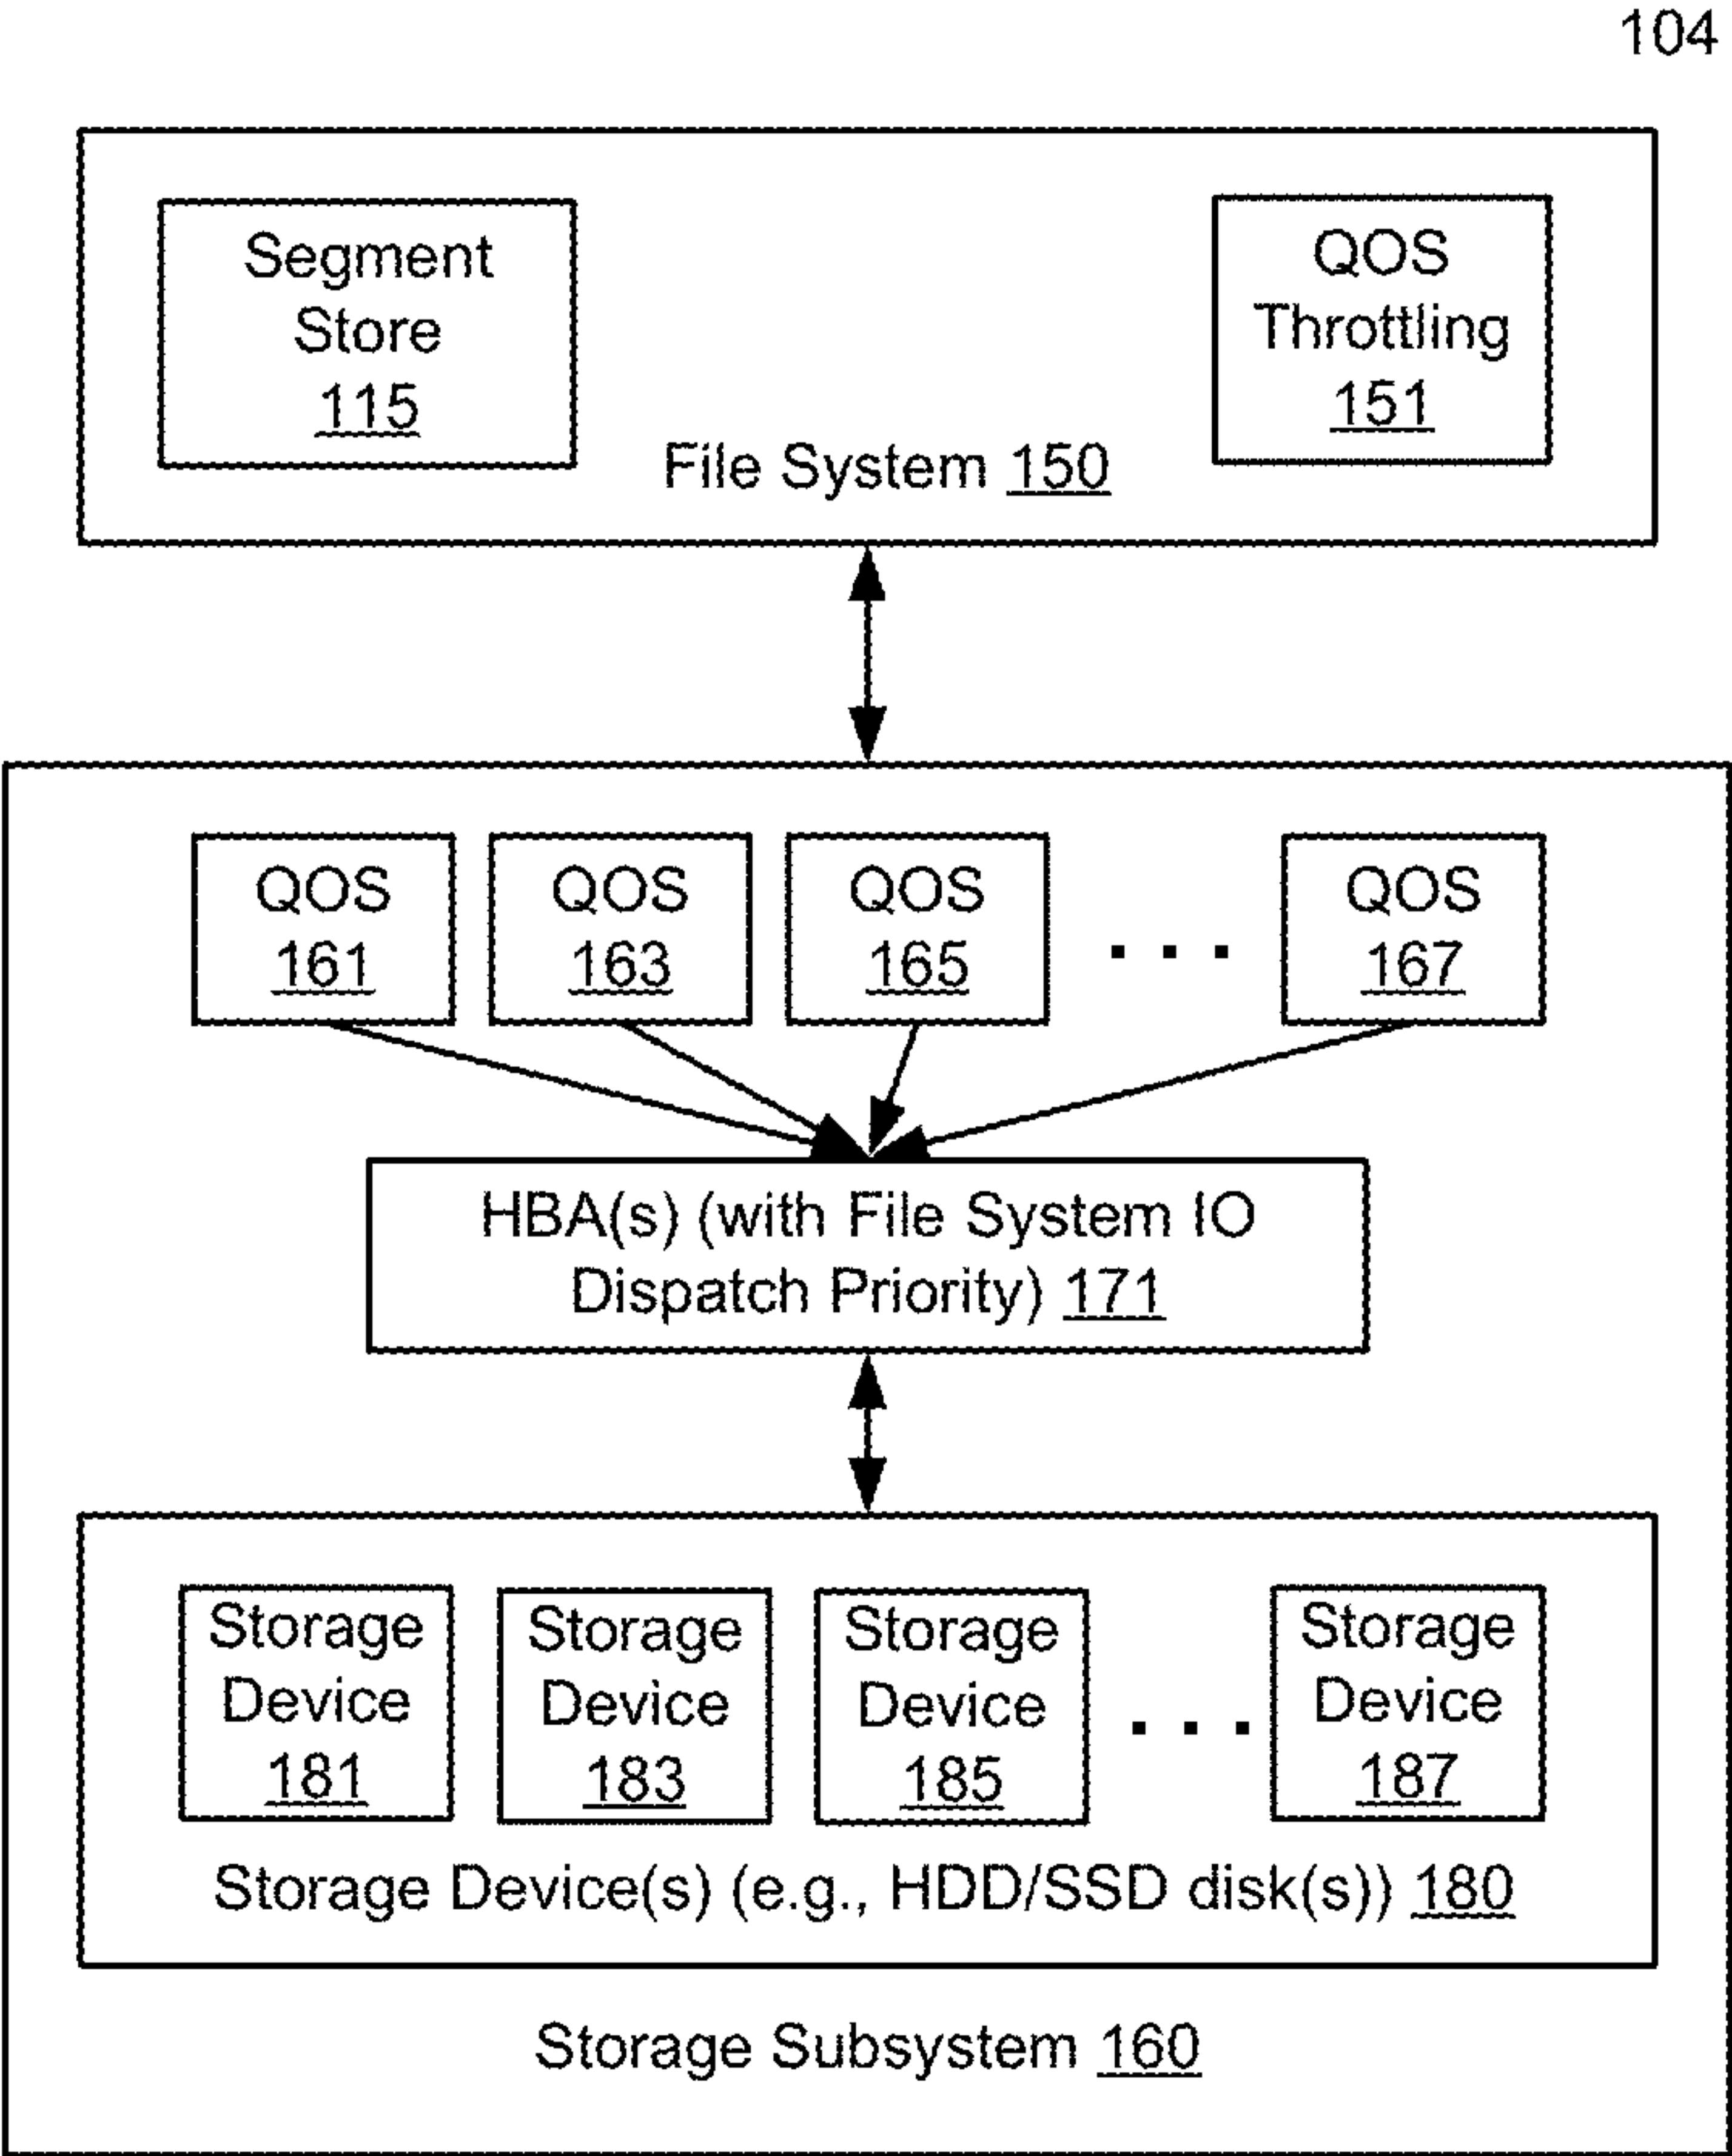 104
Segment
Store
115
QOS
Throttling
151
File System 150
QOS
161
QOS
163
QOS
165
. . .
QOS
167
HBA(s) (with File System IO
Dispatch Priority) 171
Storage
Device
181
Storage
Device
183
Storage
Device
185
. . .
Storage
Device
187
Storage Device(s) (e.g., HDD/SSD disk(s)) 180
Storage Subsystem 160